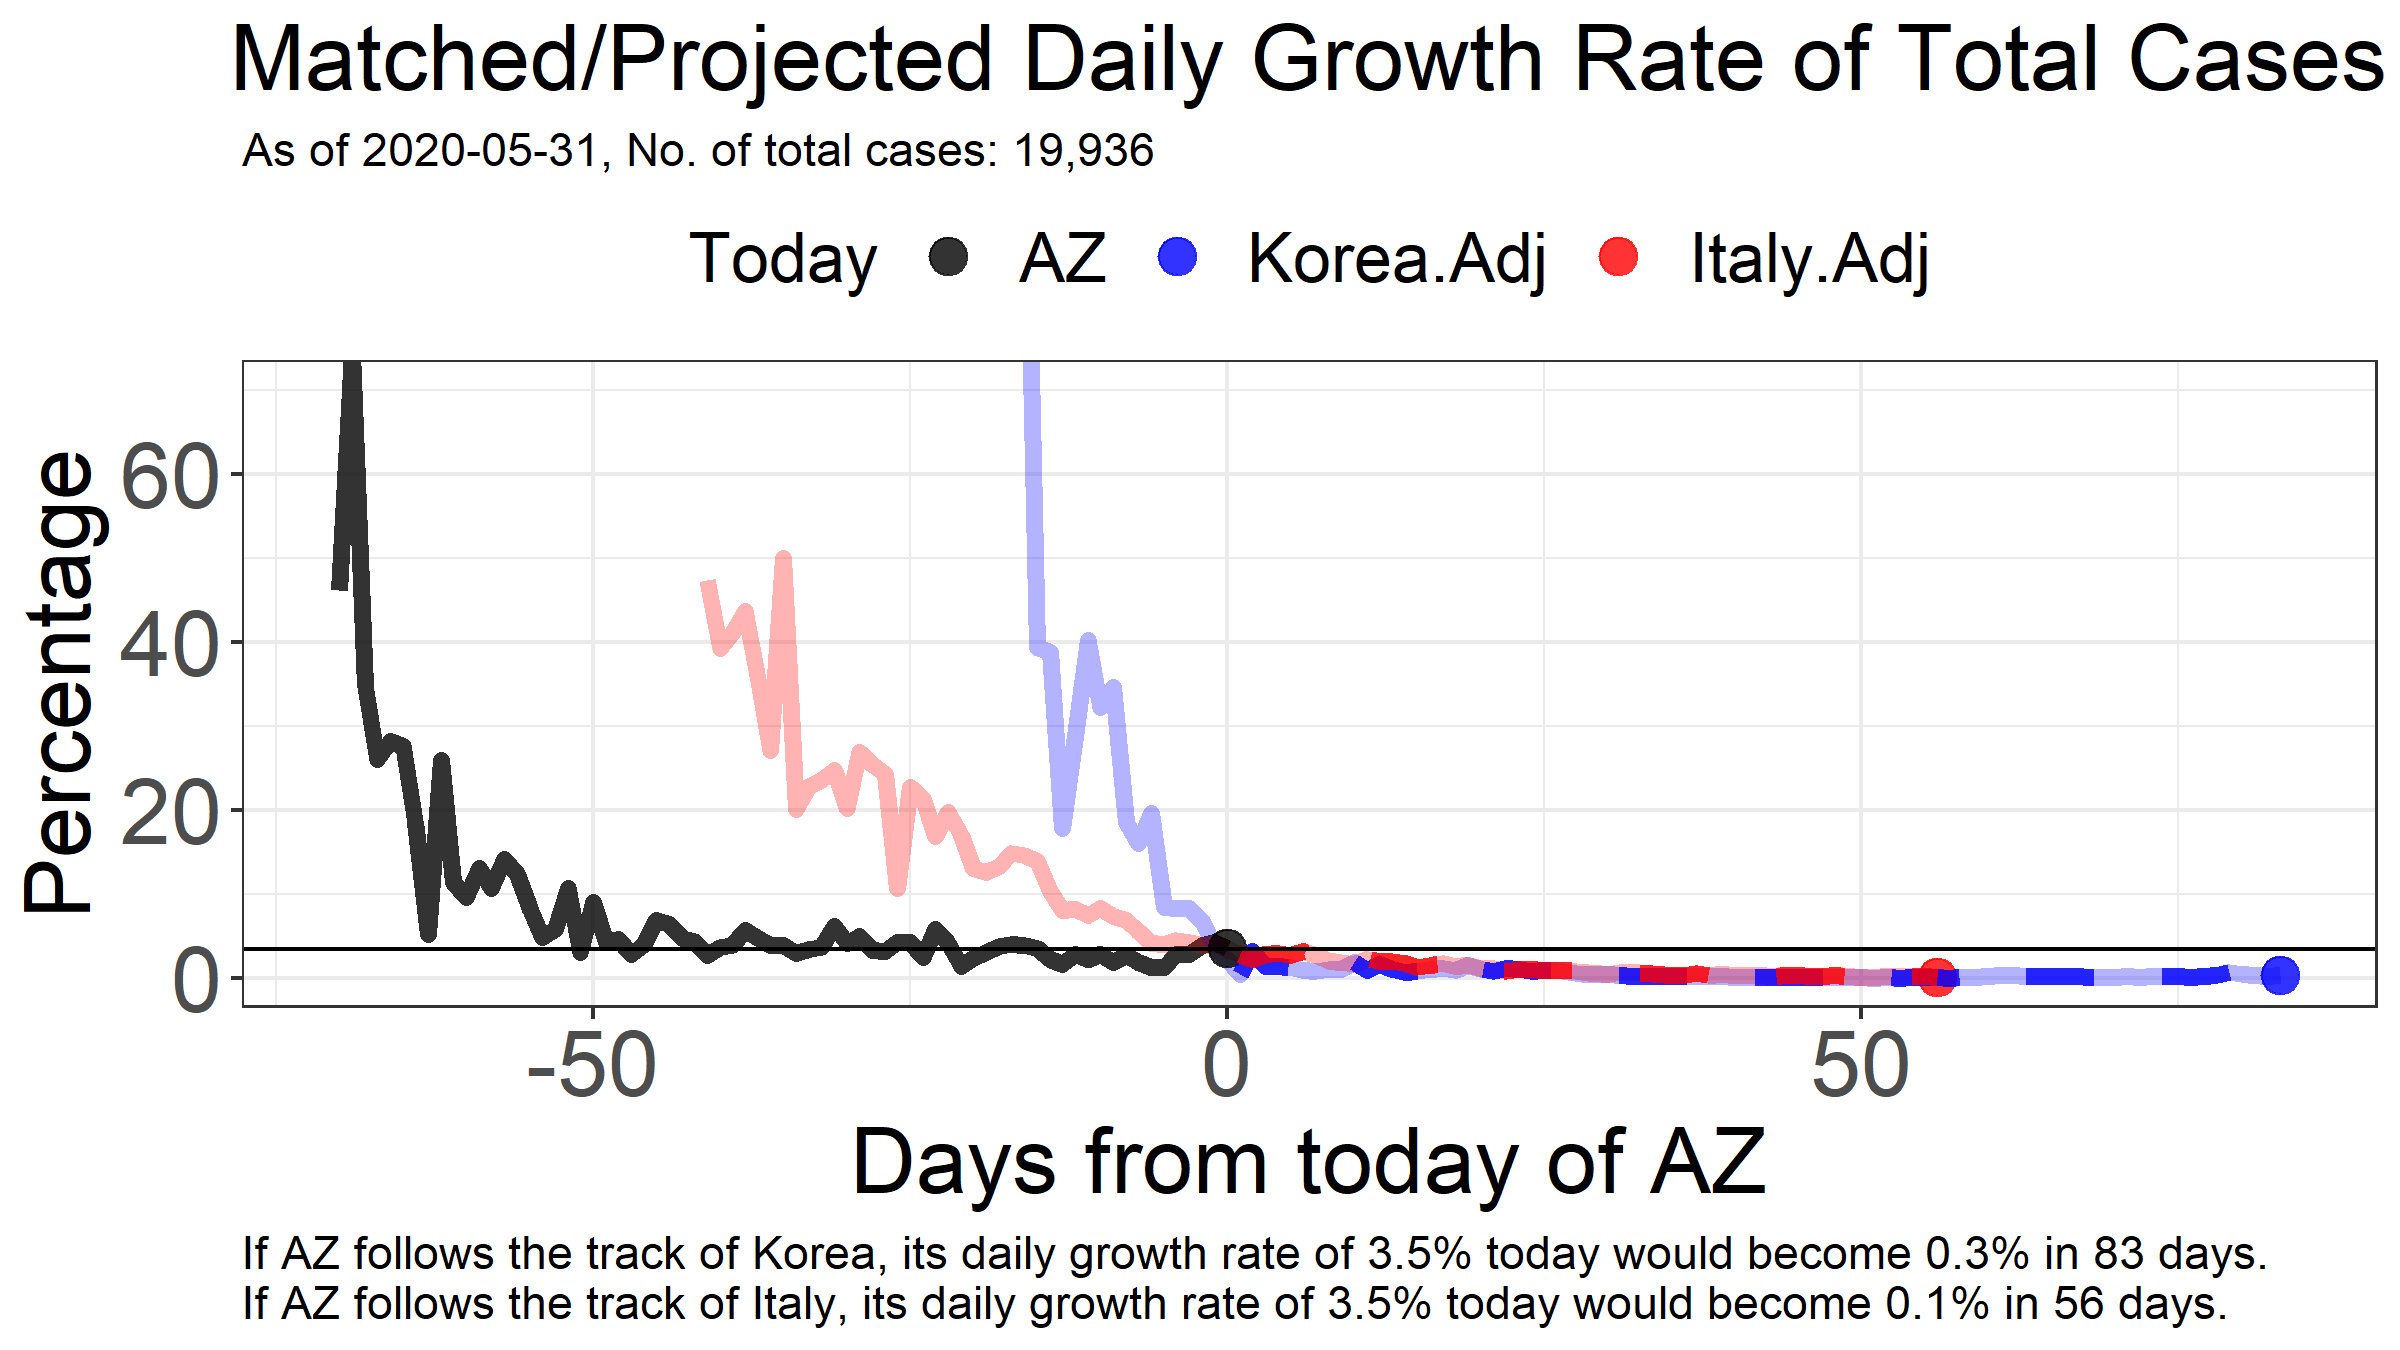 Matched/Projected Daily Growth Rate of Total Cases
As of 2020-05-31, No. of total cases: 19,936
Today AZ Korea.Adj Italy.Adj
Percentage
60
40
20
0
-50 0 50
Days from today of AZ
If AZ follows the track of Korea, its daily growth rate of 3.5% today would become 0.3% in 83 days.
If AZ follows the track of Italy, its daily growth rate of 3.5% today would become 0.1% in 56 days.